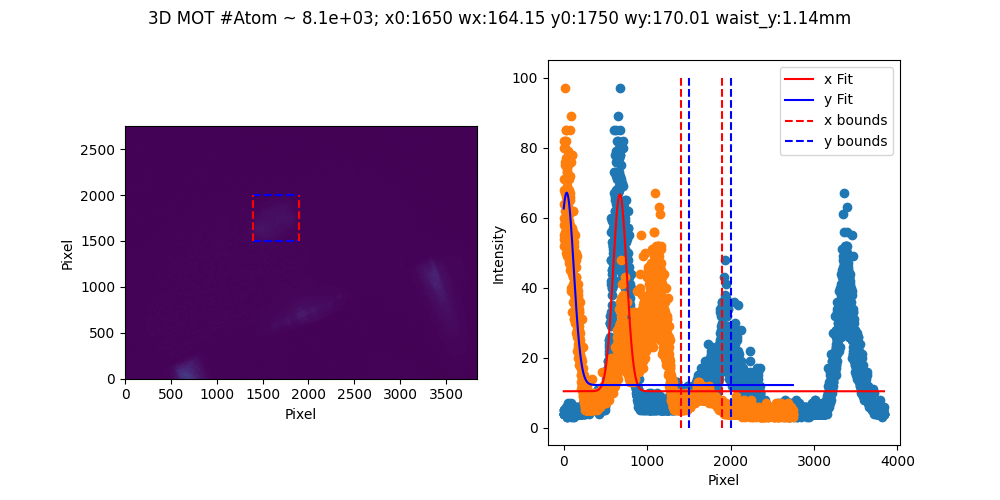 3D MOT #Atom ~ 8.1e+03; x0:1650 wx:164.15 y0:1750 wy:170.01 waist_y:1.14mm
2500
2000
1500
1000
500
0
0 500 1000 1500 2000 2500 3000 3500
Pixel
Pixel
100
80
60
40
20
0
0 1000 2000 3000 4000
Intensity
Pixel
x Fit
y Fit
x bounds
y bounds